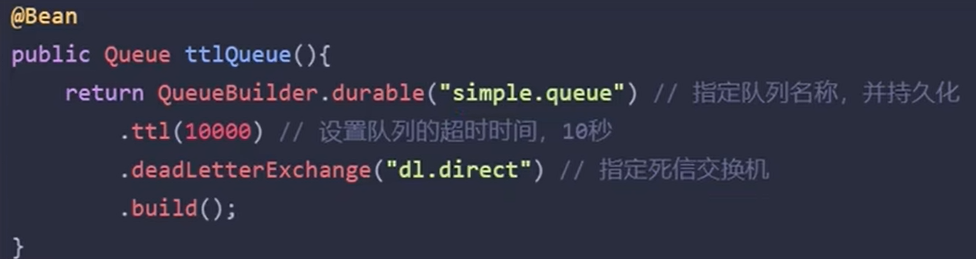 @Bean
public Queue ttlQueue(){
    return QueueBuilder.durable("simple.queue") // 指定队列名称，并持久化
        .ttl(10000) // 设置队列的超时时间，10秒
        .deadLetterExchange("dl.direct") // 指定死信交换机
        .build();
}